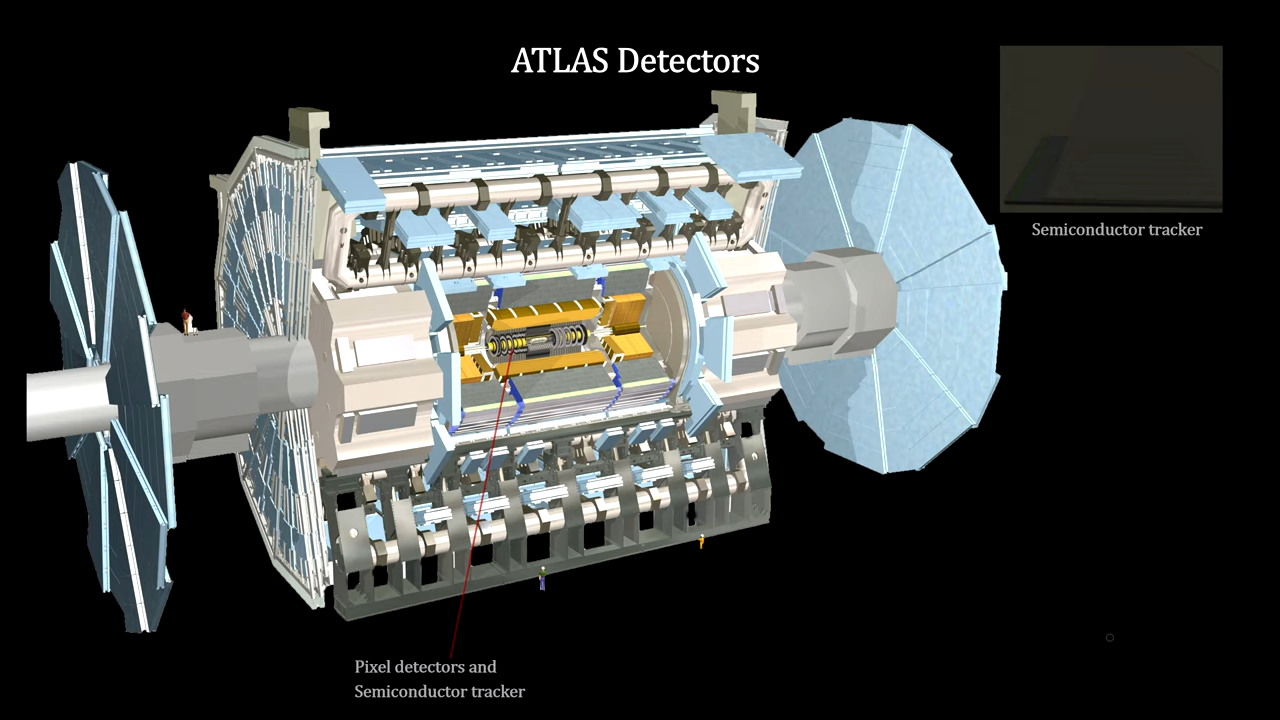 ATLAS Detectors
Semiconductor tracker
Pixel detectors and
Semiconductor tracker